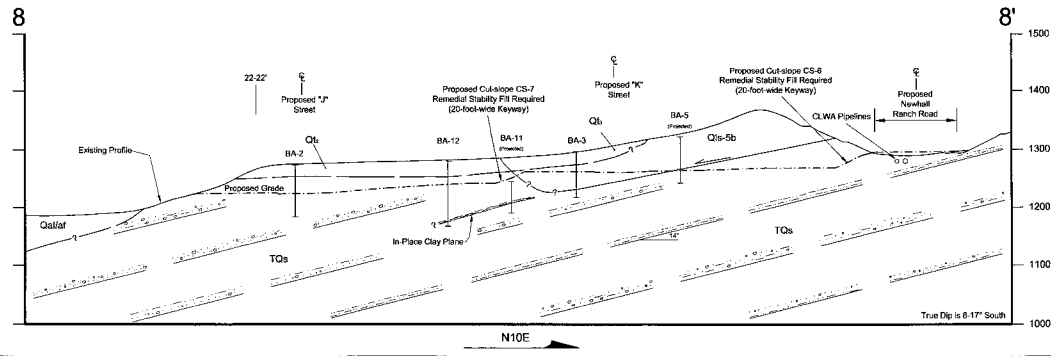 8
8'
1500
1400
1300
1200
1100
1000
22-22'
℄
Proposed "J"
Street
Proposed Cut-slope CS-7
Remedial Stability Fill Required
(20-foot-wide Keyway)
℄
Proposed "K"
Street
Proposed Cut-slope CS-6
Remedial Stability Fill Required
(20-foot-wide Keyway)
℄
Proposed
Newhall
Ranch Road
CLWA Pipelines
Existing Profile
Qt₂
BA-2
BA-12
BA-11
(Projected)
BA-3
Qt₃
BA-5
(Projected)
Qls-5b
Proposed Grade
Qal/af
?
?
?
?
?
In-Place Clay Plane
14°
TQs
TQs
True Dip is 8-17° South
N10E